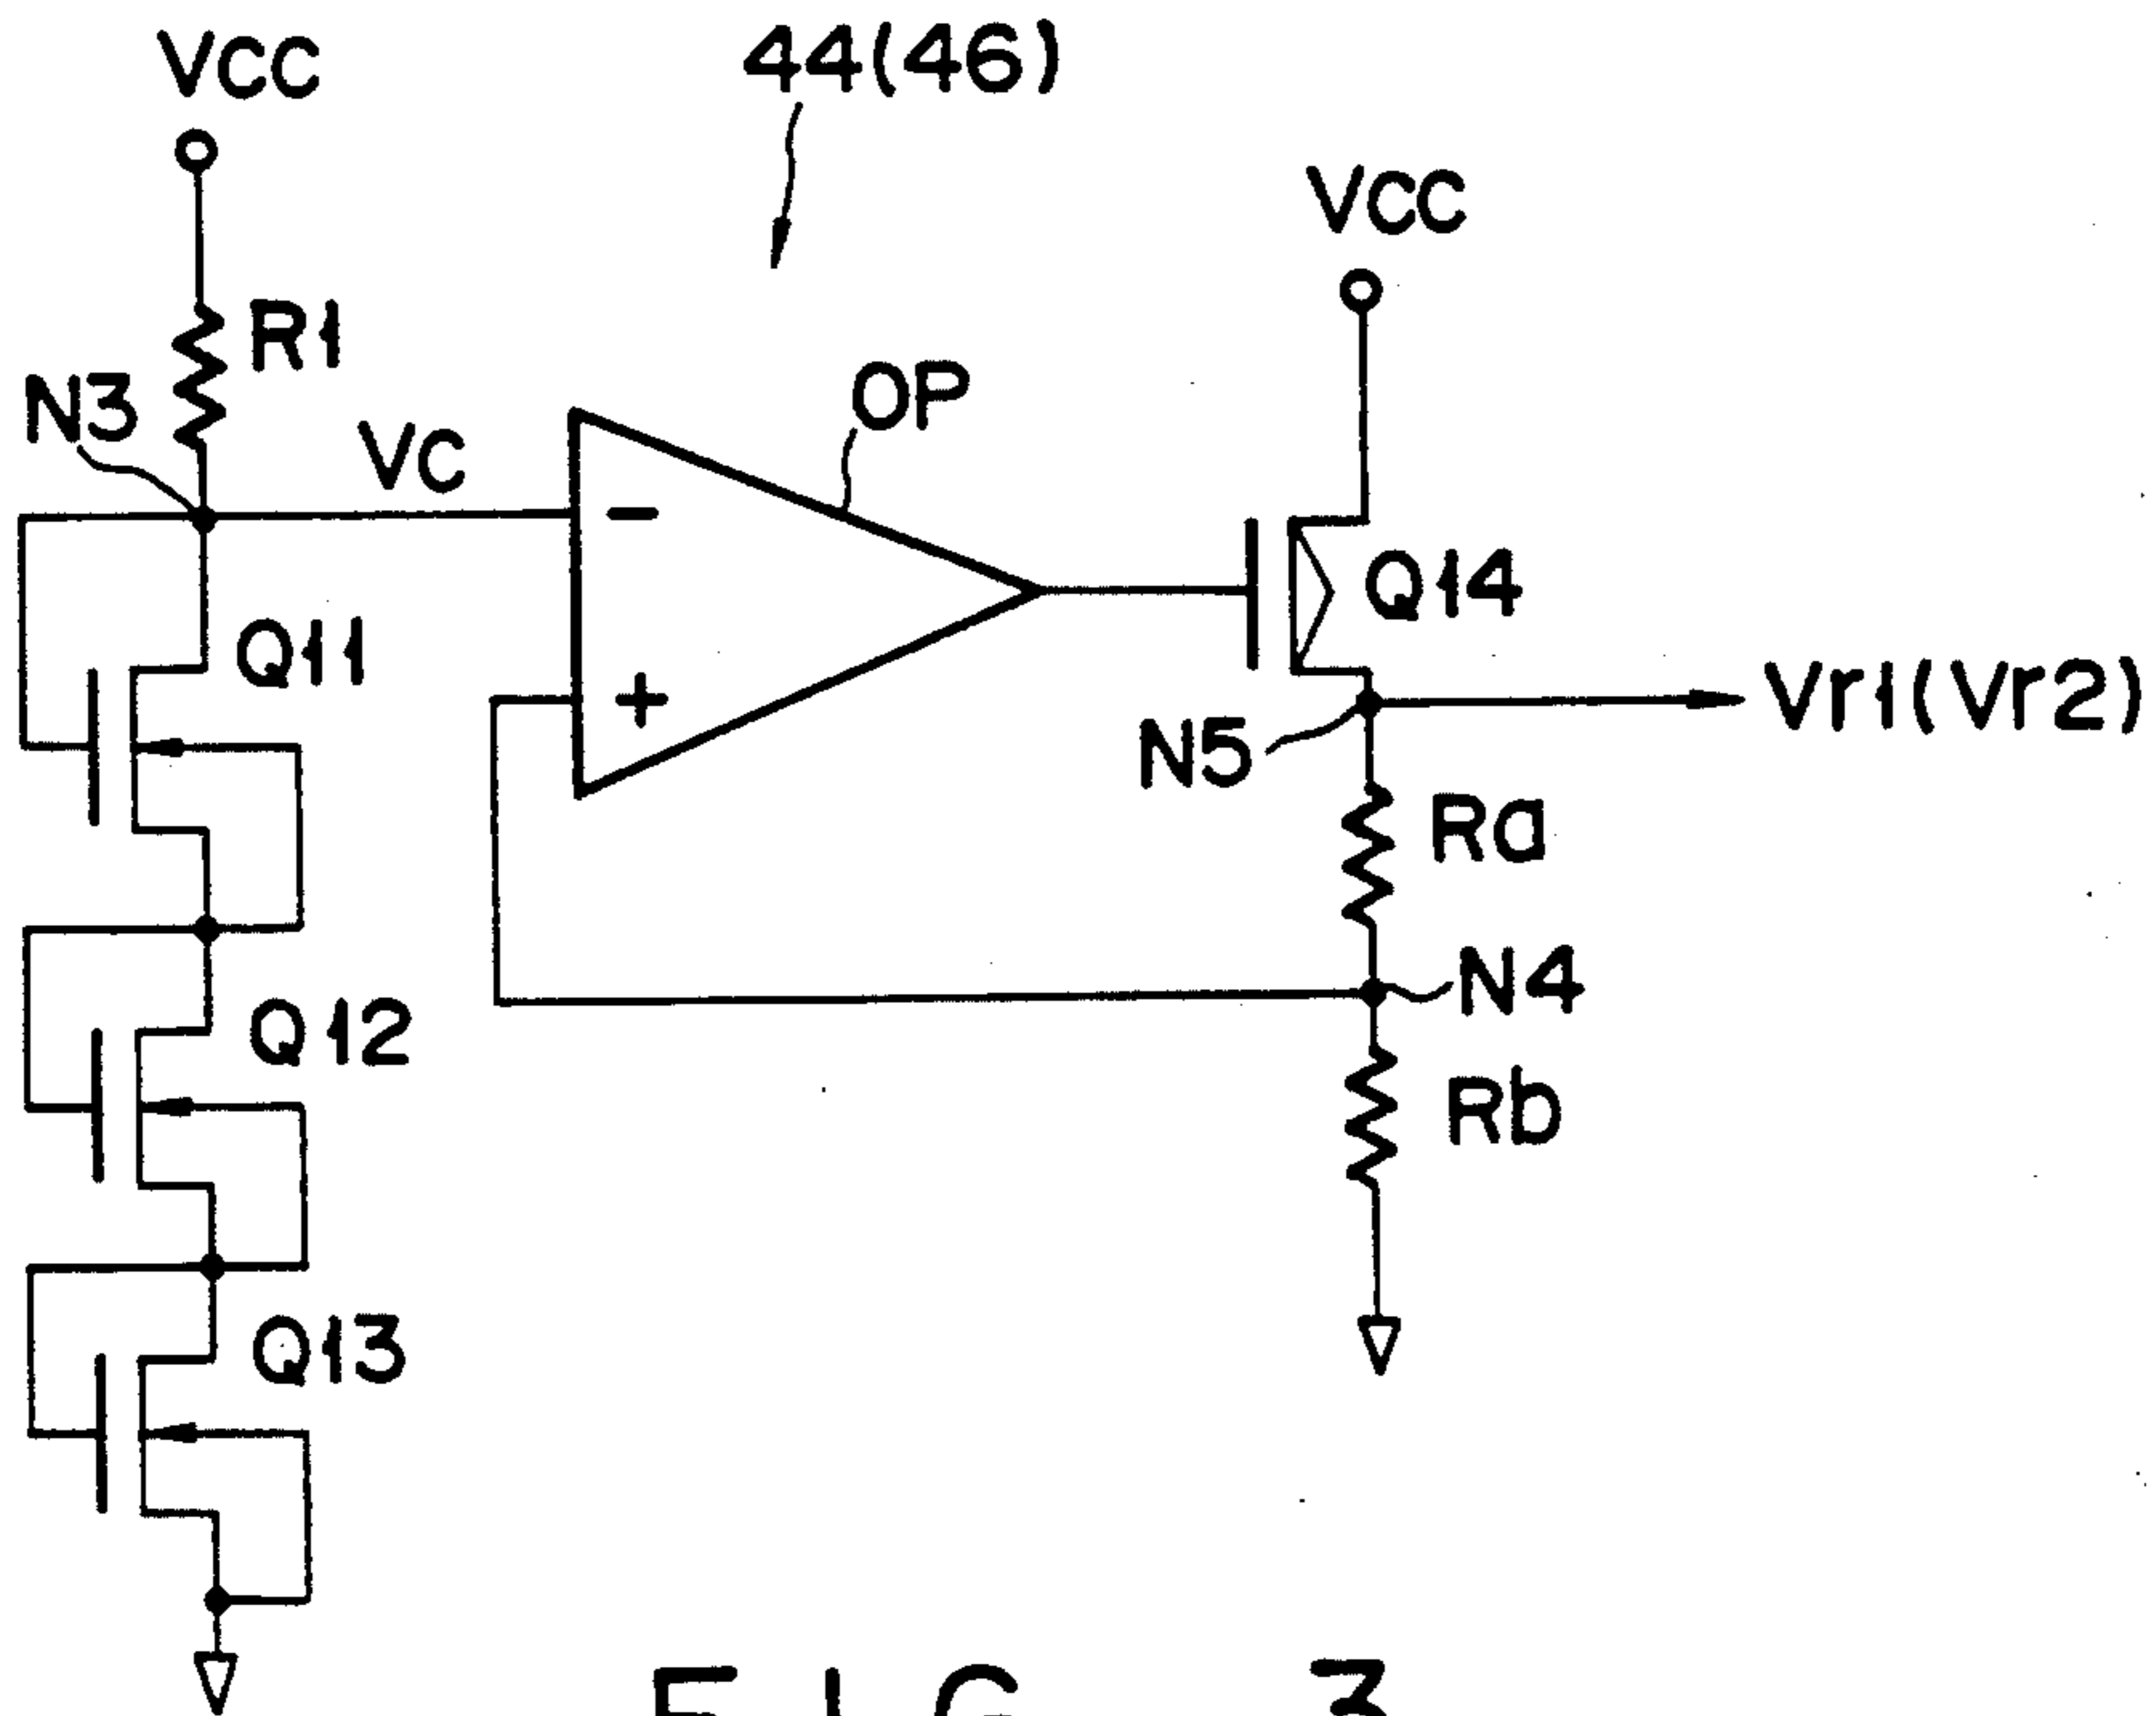 VCC
44(46)
VCC
R1
N3
VC
OP
Q11
-
+
Q14
Vr1(Vr2)
N5
Ra
N4
Q12
Rb
Q13
FIG. 3